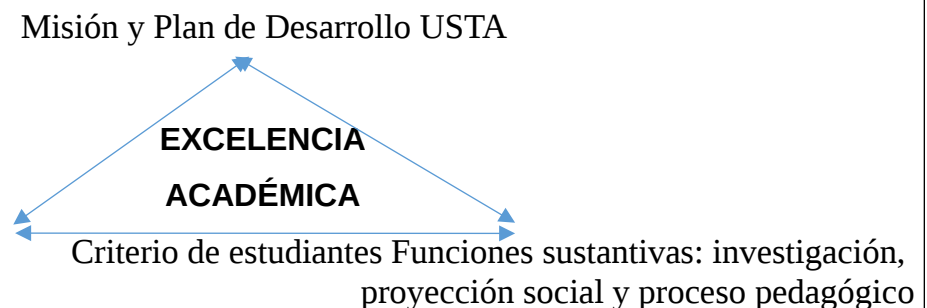 Misión y Plan de Desarrollo USTA
EXCELENCIA
ACADÉMICA
Criterio de estudiantes Funciones sustantivas: investigación,
proyección social y proceso pedagógico